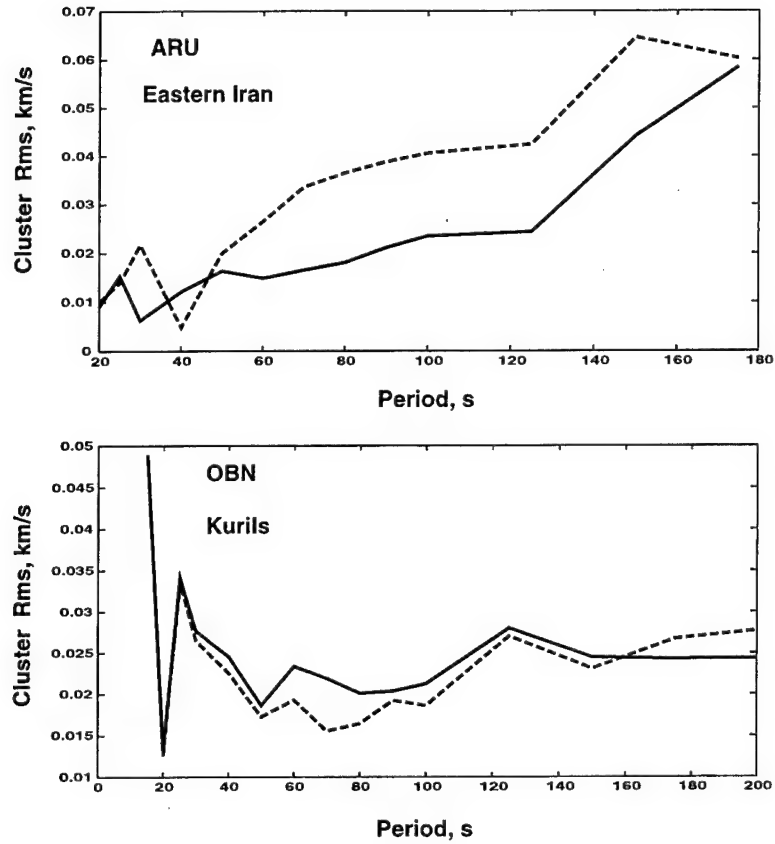 0.07
0.06
0.05
0.04
0.03
0.02
0.01
0
Cluster Rms, km/s
ARU
Eastern Iran
20 40 60 80 100 120 140 160 180
Period, s
0.05
0.045
0.04
0.035
0.03
0.025
0.02
0.015
0.01
Cluster Rms, km/s
OBN
Kurils
0 20 40 60 80 100 120 140 160 180 200
Period, s